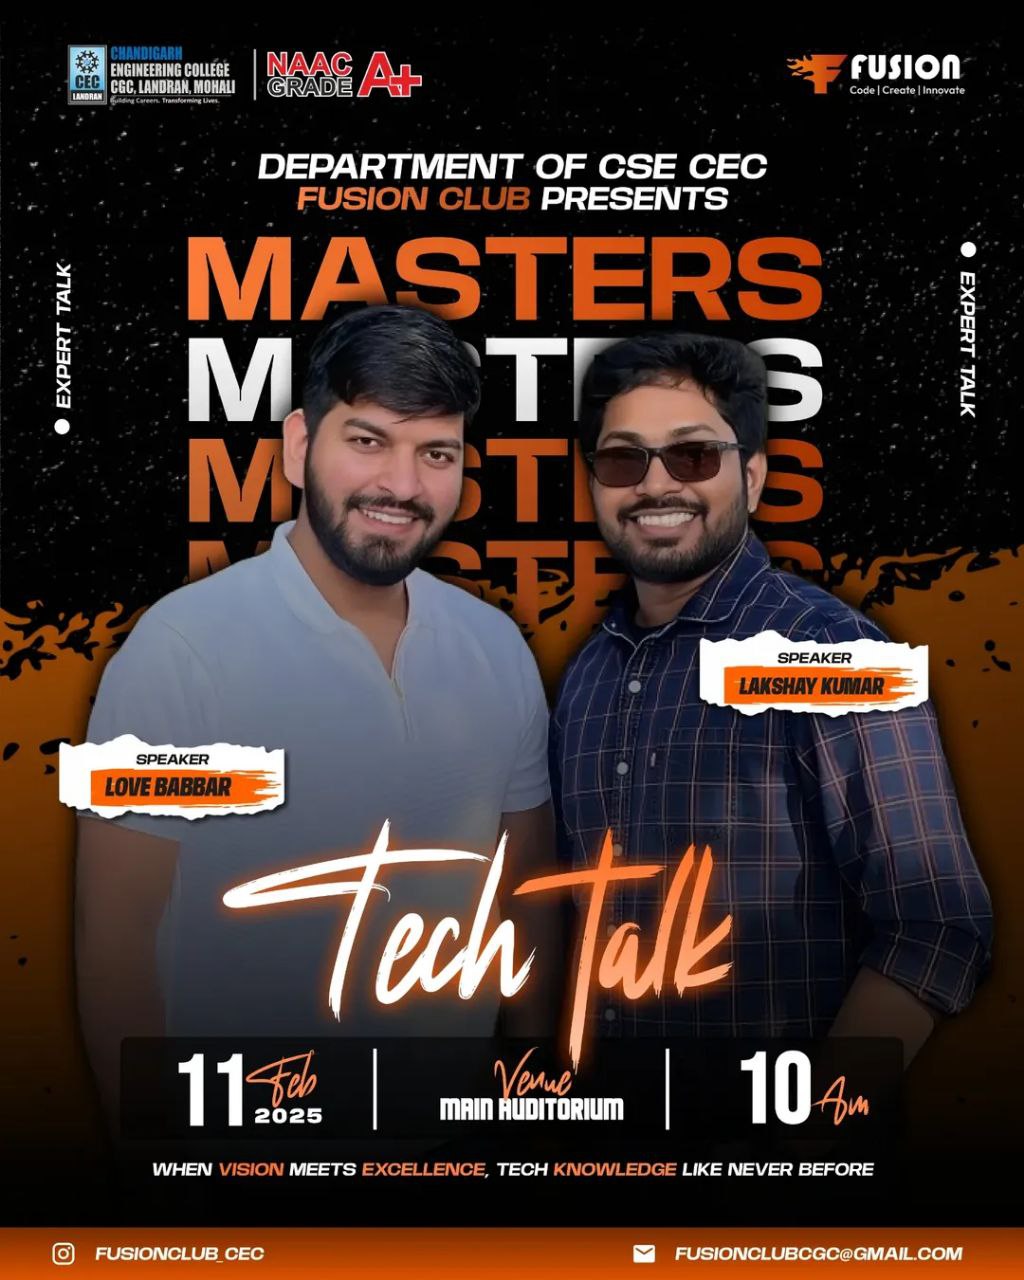 CHANDIGARH
ENGINEERING COLLEGE
CGC, LANDRAN, MOHALI
Building Careers. Transforming Lives.
CEC
LANDRAN
NAAC
GRADE A+
FUSION
Code | Create | Innovate
DEPARTMENT OF CSE CEC
FUSION CLUB PRESENTS
MASTERS
MASTERS
MASTERS
MASTERS
EXPERT TALK
EXPERT TALK
SPEAKER
LAKSHAY KUMAR
SPEAKER
LOVE BABBAR
Tech Talk
11 Feb
2025
Venue
MAIN AUDITORIUM
10 Am
WHEN VISION MEETS EXCELLENCE, TECH KNOWLEDGE LIKE NEVER BEFORE
FUSIONCLUB_CEC
FUSIONCLUBCGC@GMAIL.COM